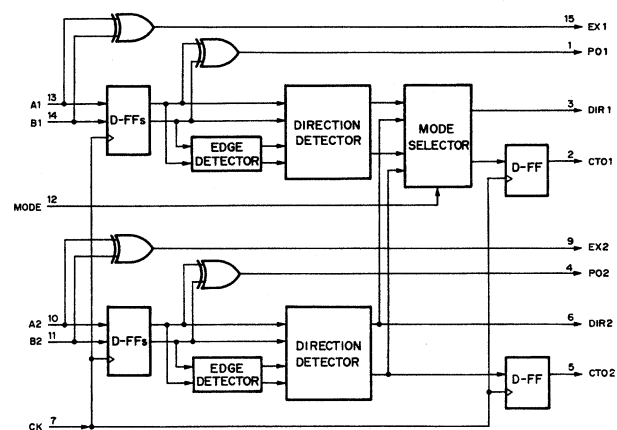 15 EX1
1 PO1
A1 13
B1 14
D-FFs
EDGE
DETECTOR
DIRECTION
DETECTOR
MODE
SELECTOR
3 DIR1
D-FF
2 CTO1
MODE 12
9 EX2
4 PO2
A2 10
B2 11
D-FFs
EDGE
DETECTOR
DIRECTION
DETECTOR
6 DIR2
D-FF
5 CTO2
CK 7